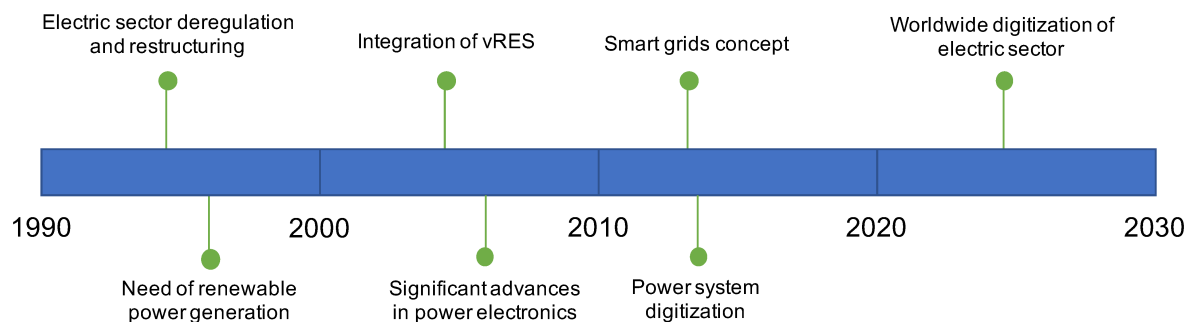 Electric sector deregulation
and restructuring
Integration of vRES
Smart grids concept
Worldwide digitization of
electric sector
1990
2000
2010
2020
2030
Need of renewable
power generation
Significant advances
in power electronics
Power system
digitization